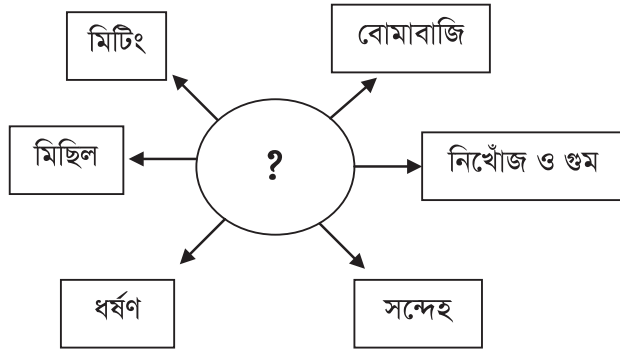 মিটিং
বোমাবাজি
মিছিল
?
নিখোঁজ ও গুম
ধর্ষণ
সন্দেহ